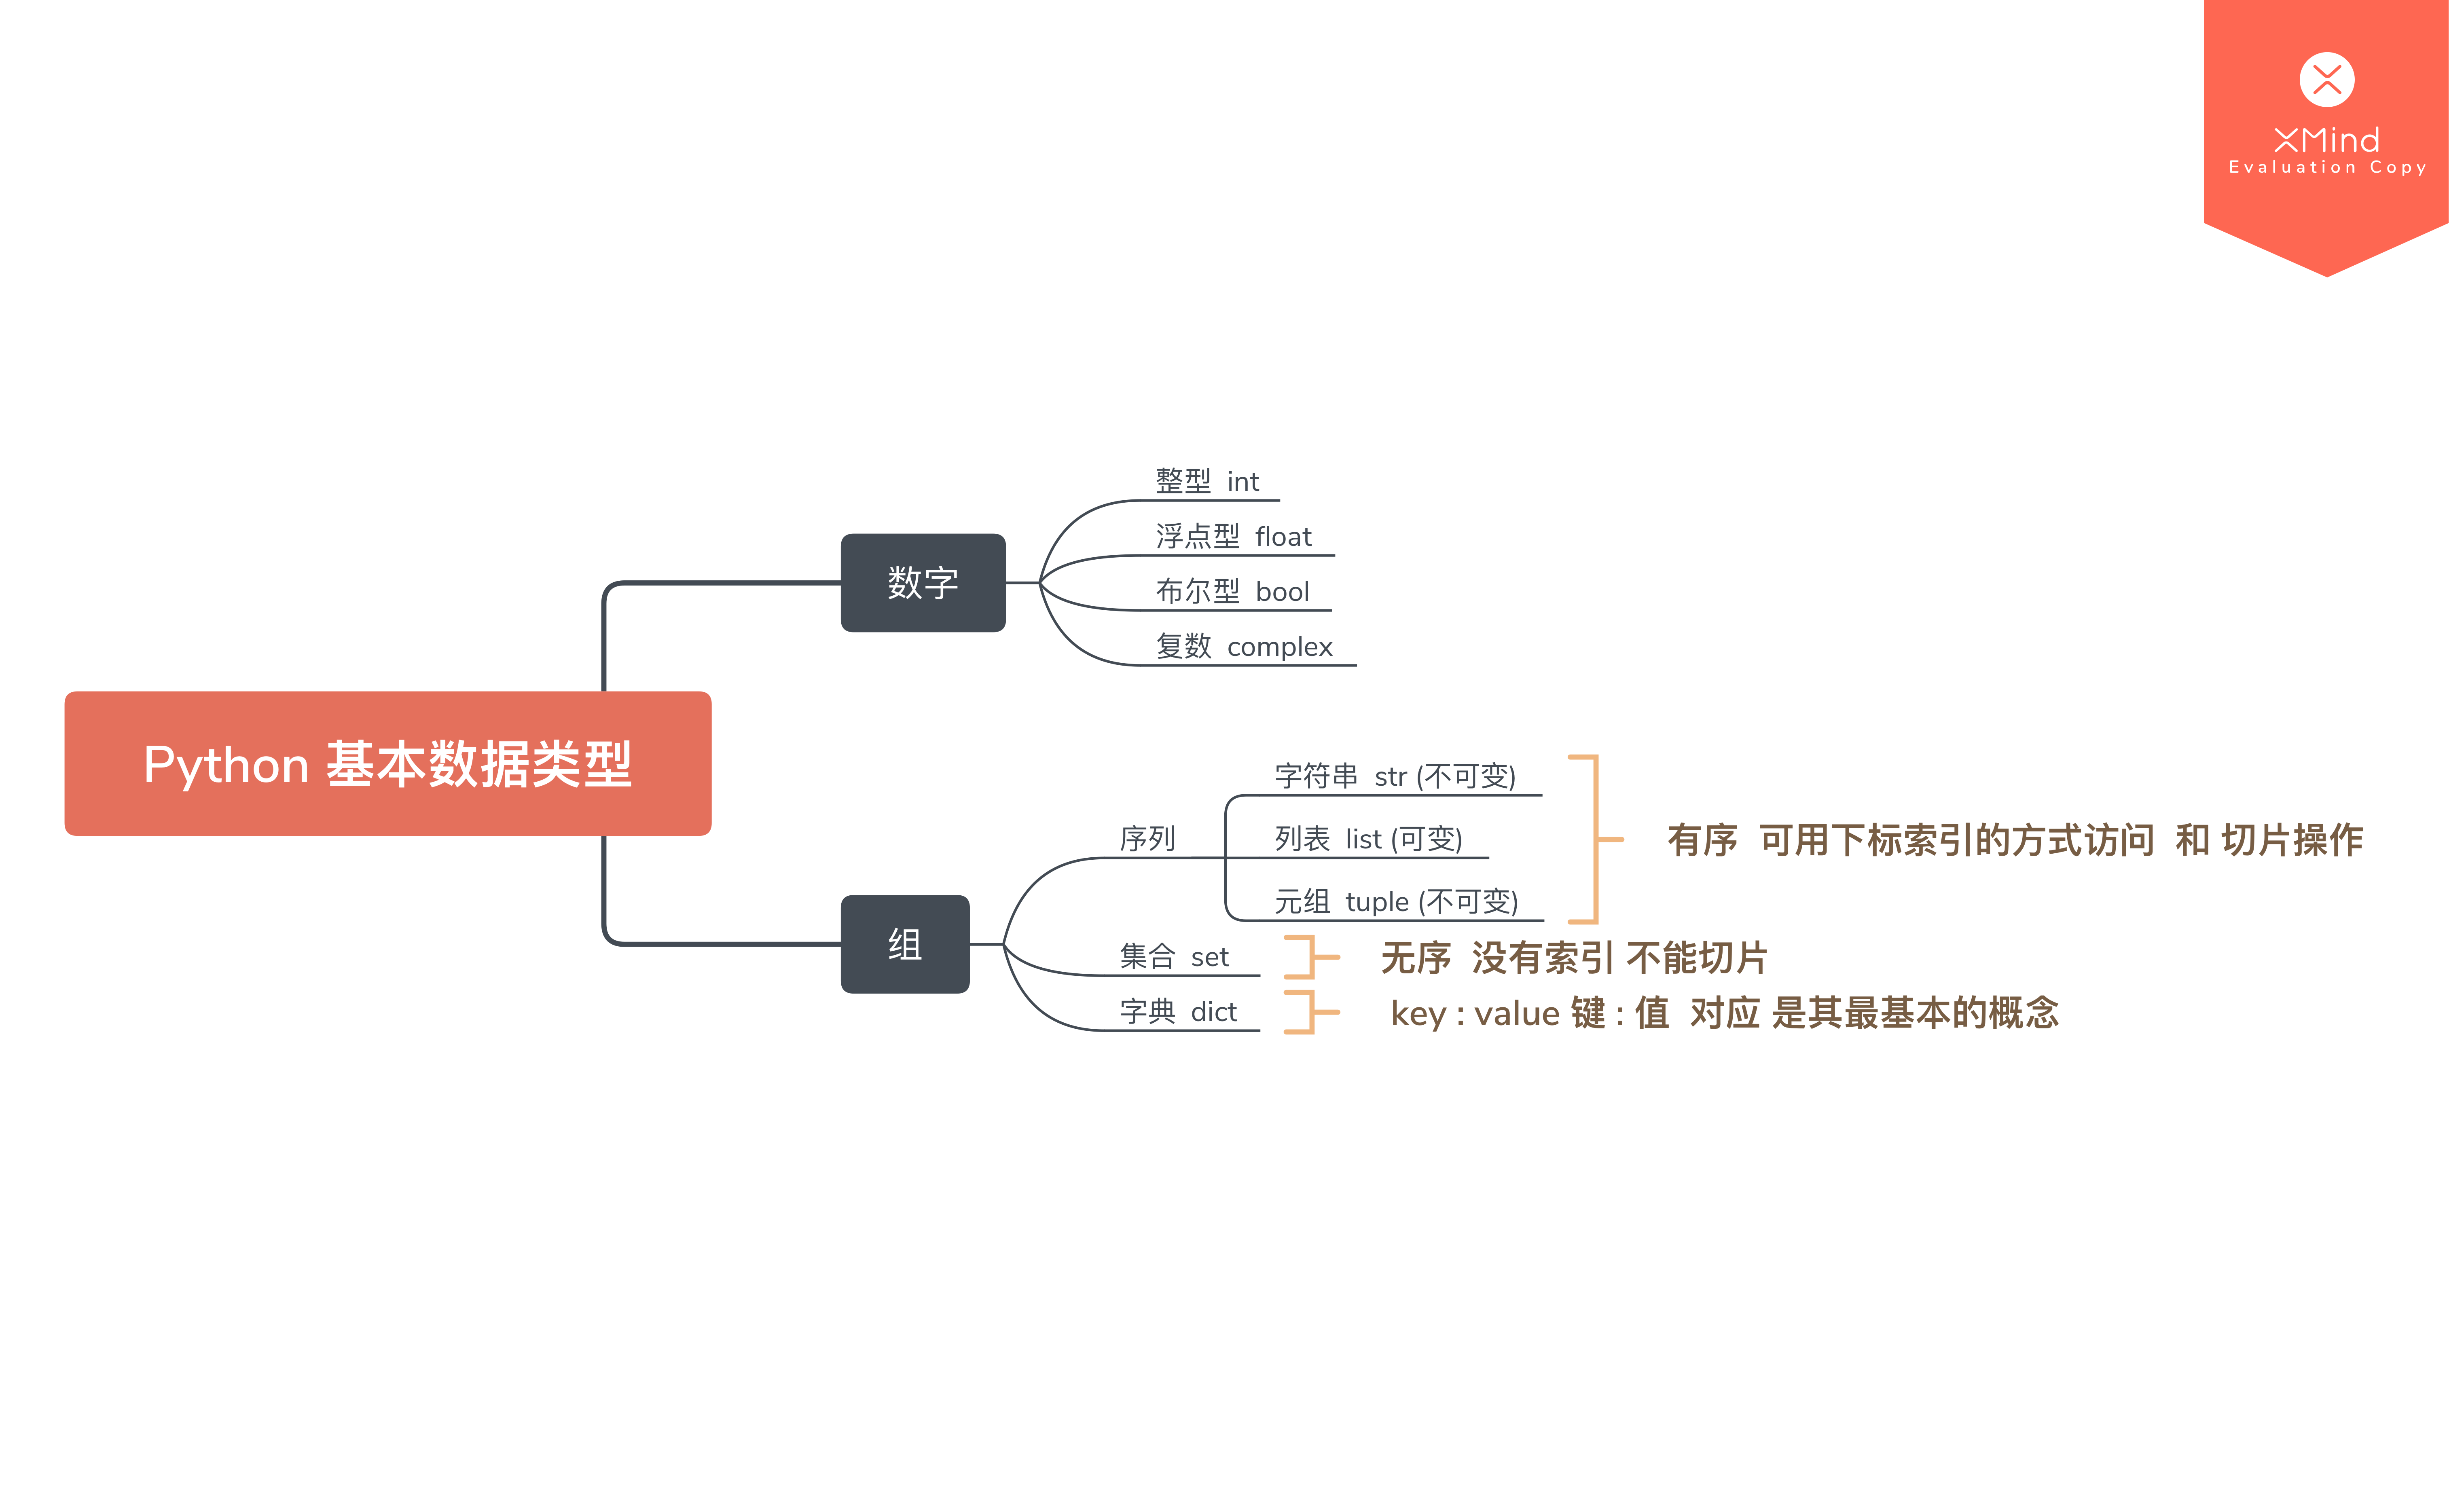 XMind
Evaluation Copy
整型 int
浮点型 float
数字
布尔型 bool
复数 complex
Python 基本数据类型
字符串 str (不可变)
序列
列表 list (可变)
有序 可用下标索引的方式访问 和 切片操作
元组 tuple (不可变)
组
集合 set
无序 没有索引 不能切片
字典 dict
key : value 键 : 值 对应 是其最基本的概念